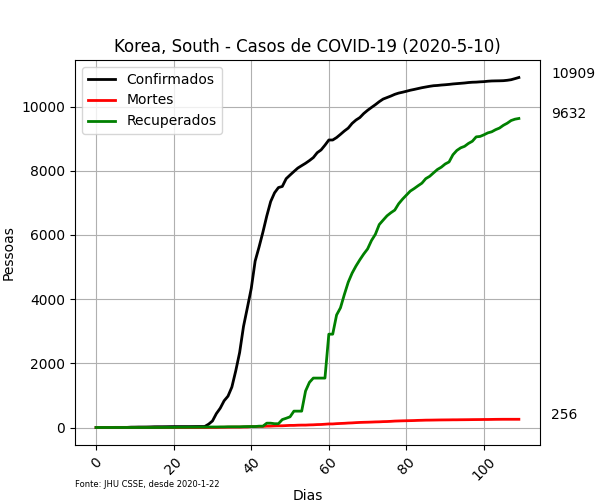 Korea, South - Casos de COVID-19 (2020-5-10)
Confirmados
Mortes
Recuperados
10909
9632
256
Pessoas
10000
8000
6000
4000
2000
0
0
20
40
60
80
100
Fonte: JHU CSSE, desde 2020-1-22
Dias